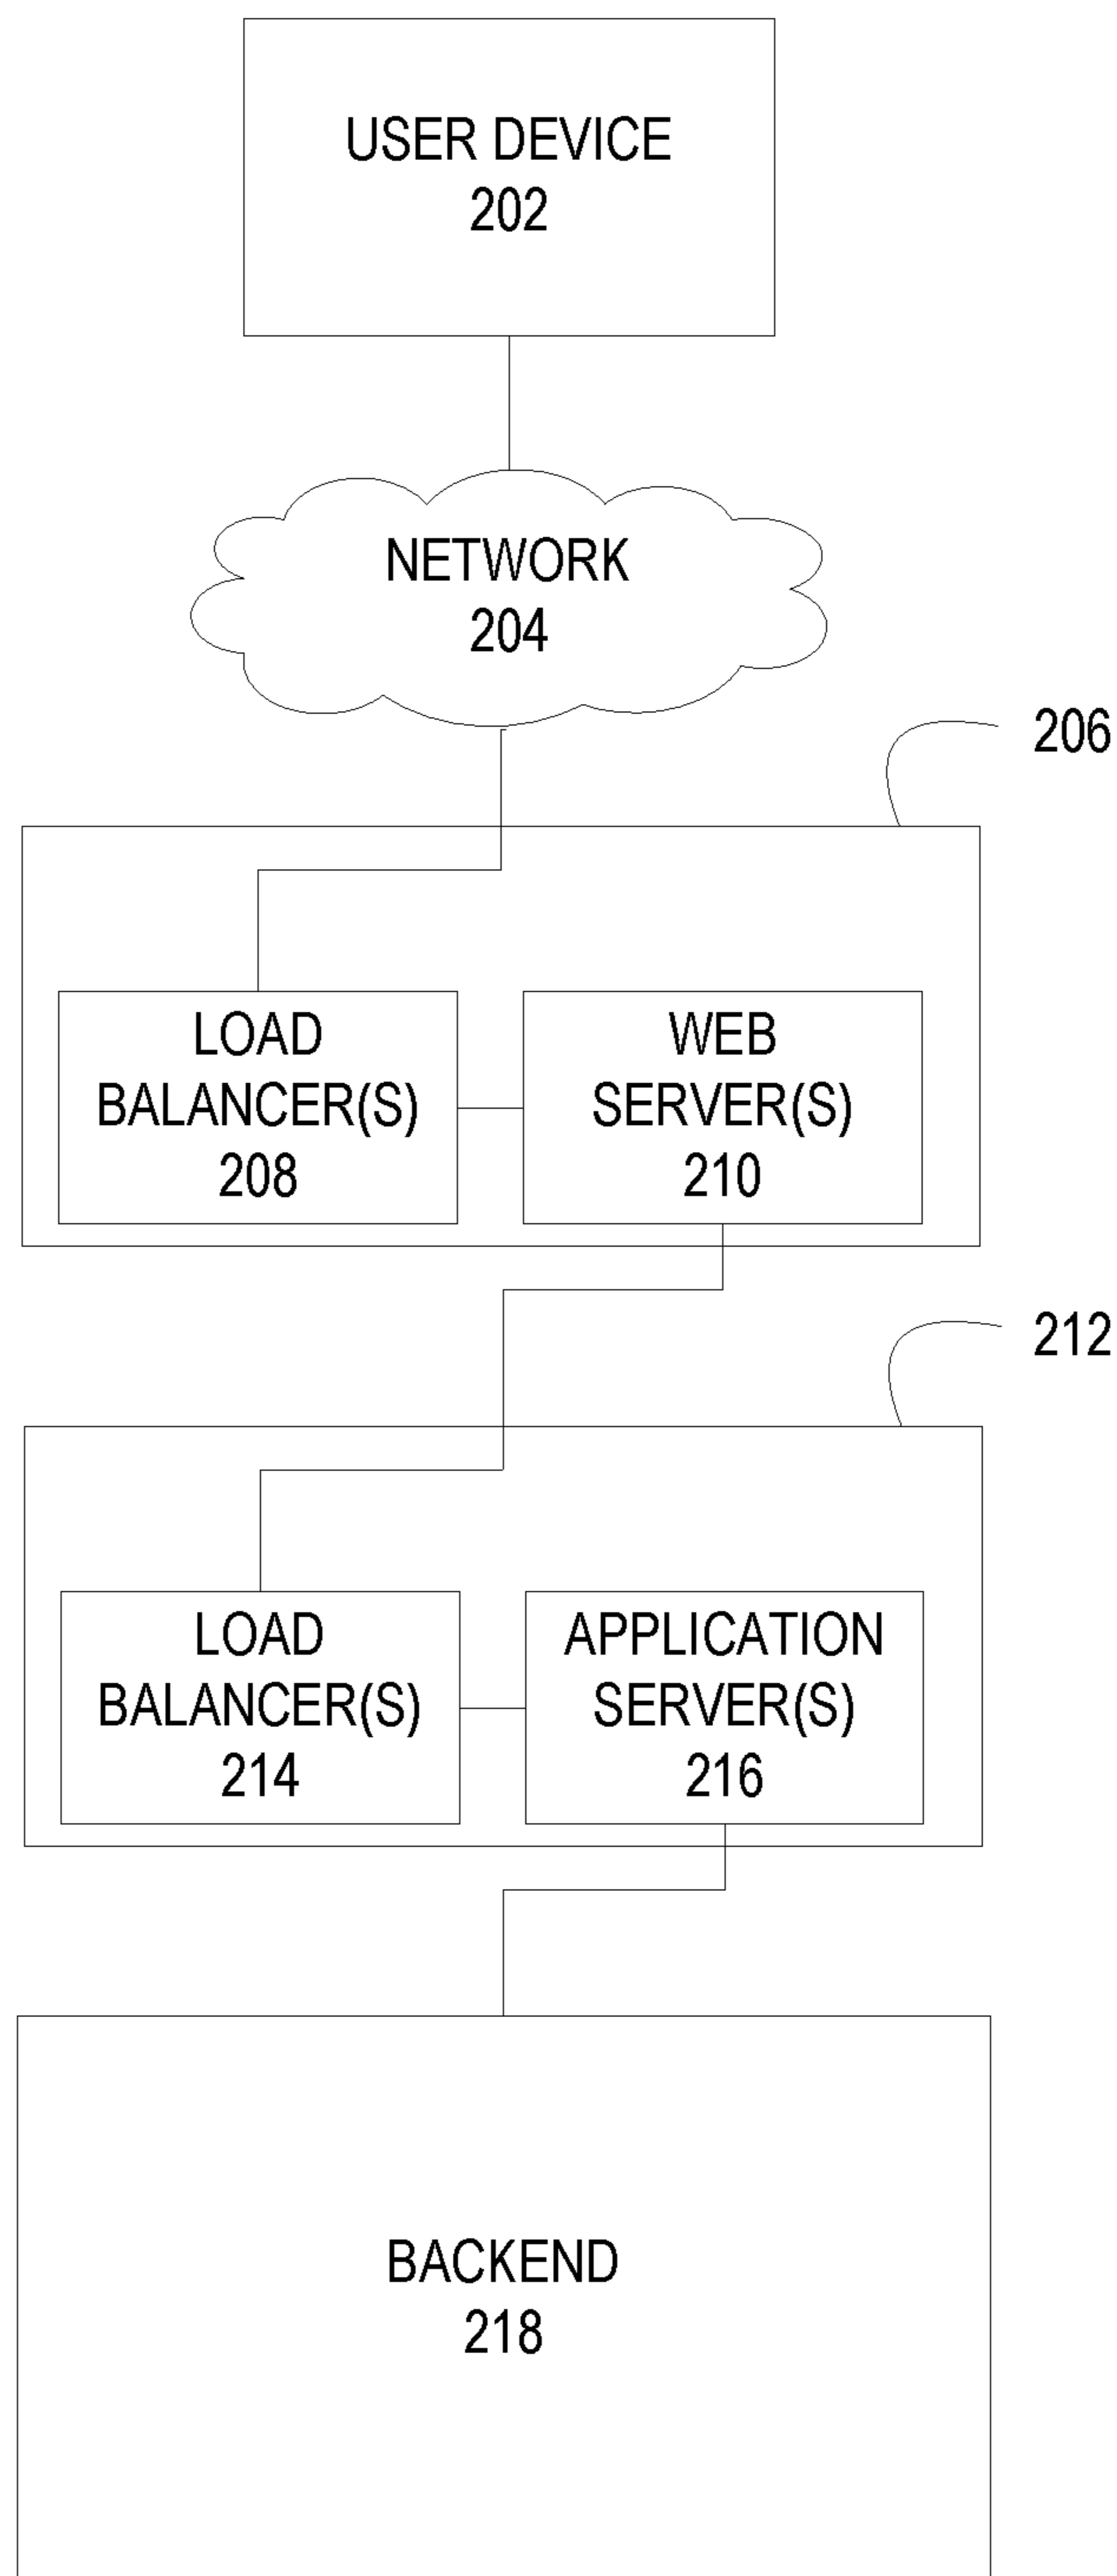 USER DEVICE
202
NETWORK
204
206
LOAD
BALANCER(S)
208
WEB
SERVER(S)
210
212
LOAD
BALANCER(S)
214
APPLICATION
SERVER(S)
216
BACKEND
218